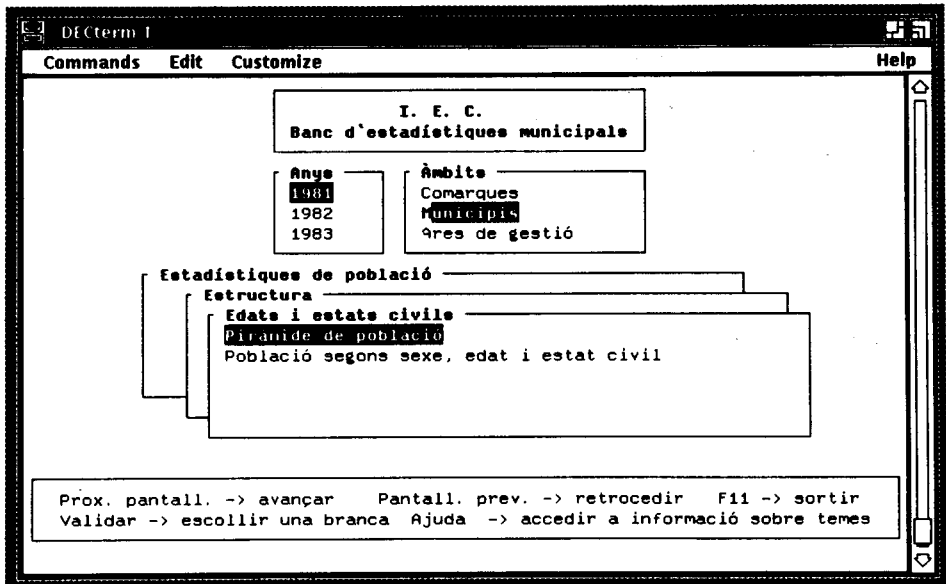 DECterm 1
Commands Edit Customize Help
I. E. C.
Banc d'estadístiques municipals
Anys
1981
1982
1983
Àmbits
Comarques
Municipis
Ares de gestió
Estadístiques de població
Estructura
Edats i estats civils
Piràmide de població
Població segons sexe, edat i estat civil
Prox. pantall. -> avançar Pantall. prev. -> retrocedir F11 -> sortir
Validar -> escollir una branca Ajuda -> accedir a informació sobre temes